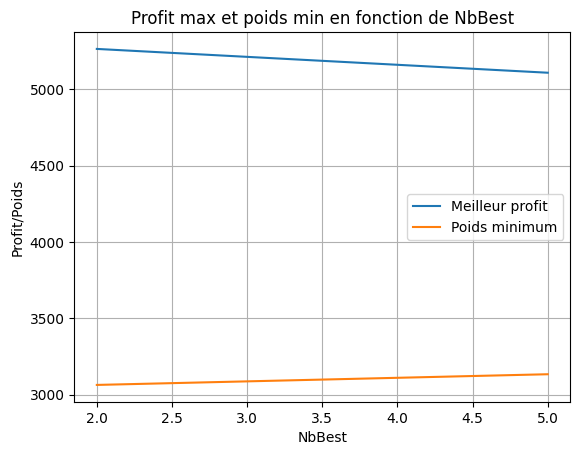 Profit max et poids min en fonction de NbBest
Profit/Poids
5000
4500
4000
3500
3000
Meilleur profit
Poids minimum
2.0 2.5 3.0 3.5 4.0 4.5 5.0
NbBest